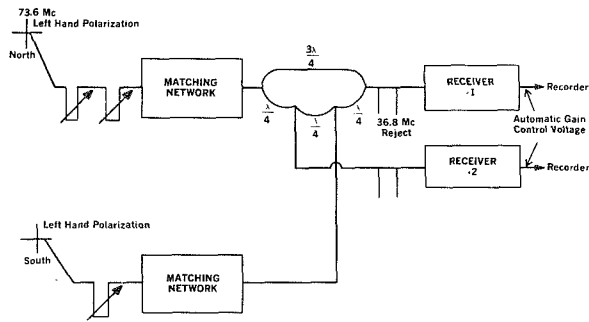 73.6 Mc
Left Hand Polarization
North
MATCHING
NETWORK
3λ
4
λ
4
λ
4
λ
4
36.8 Mc
Reject
RECEIVER
-1
Recorder
Automatic Gain
Control Voltage
RECEIVER
-2
Recorder
Left Hand Polarization
South
MATCHING
NETWORK